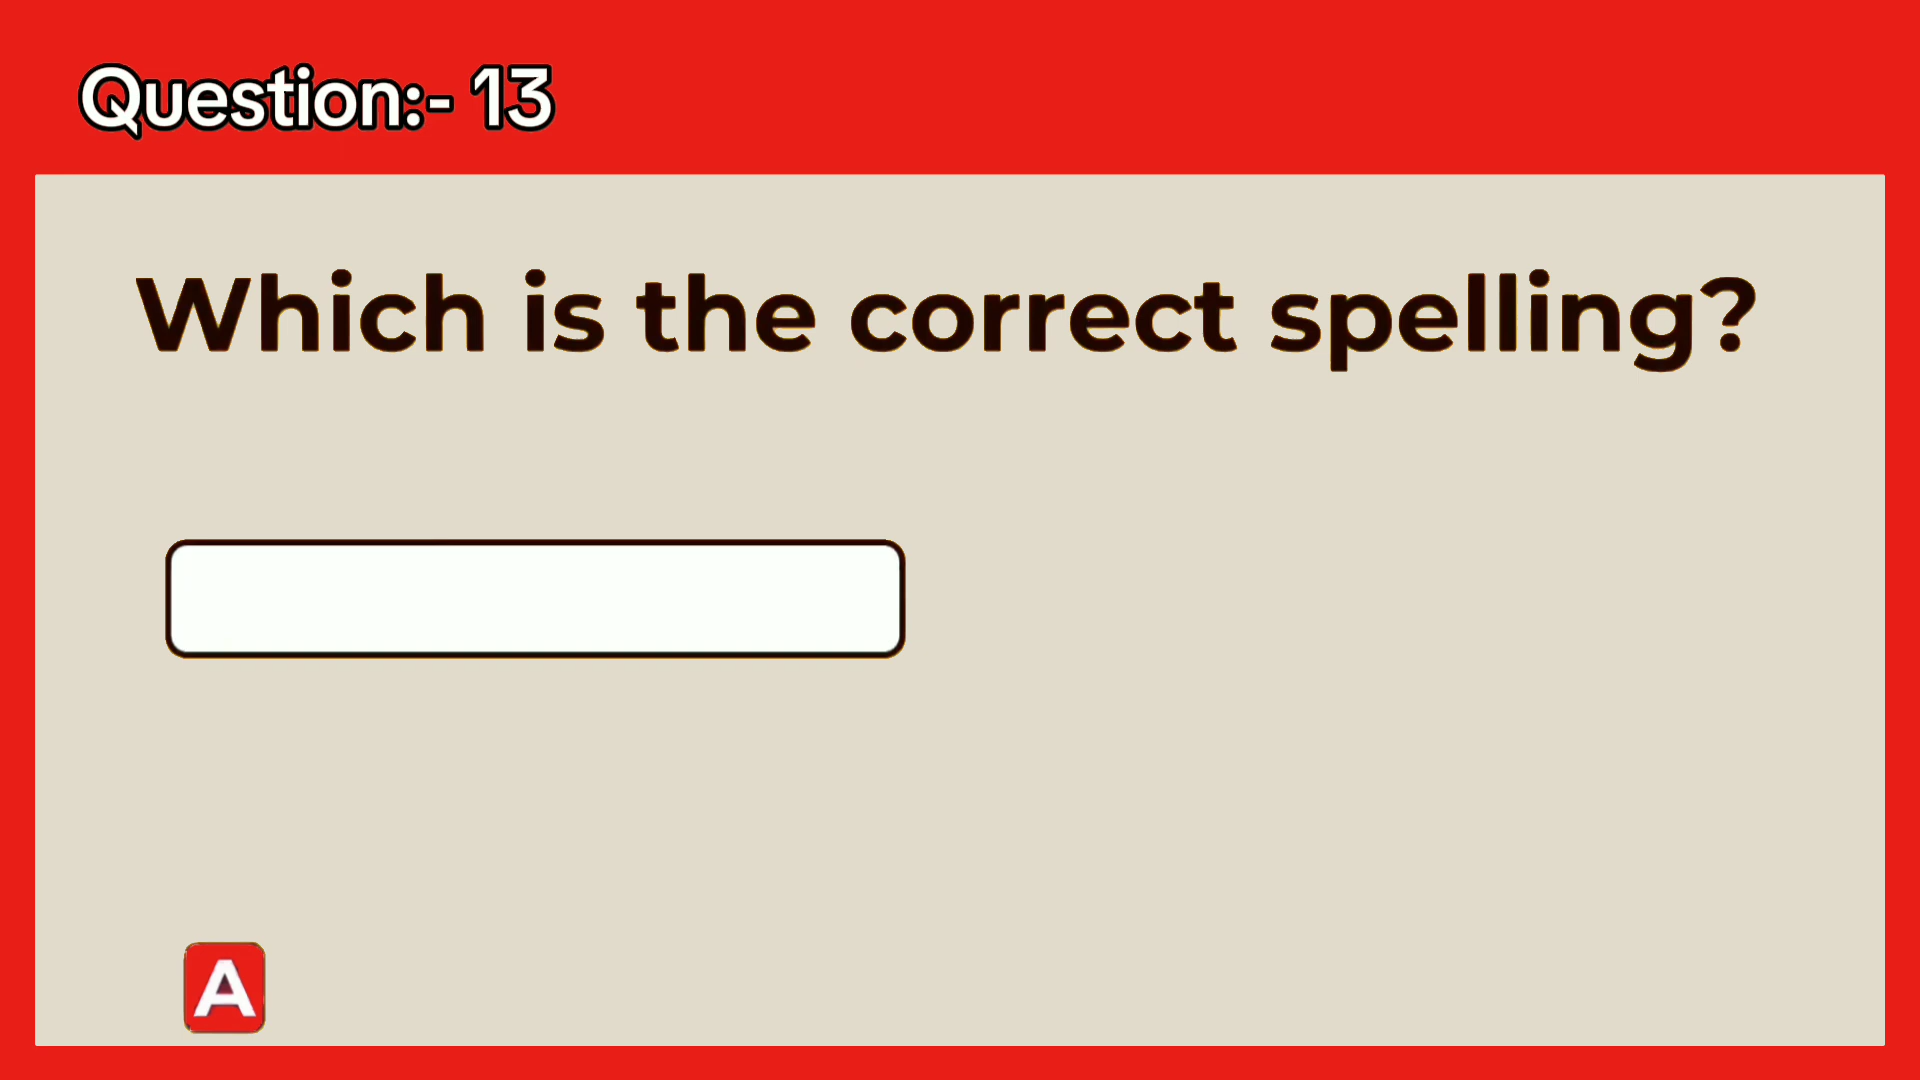 Question:- 13
Which is the correct spelling?
A